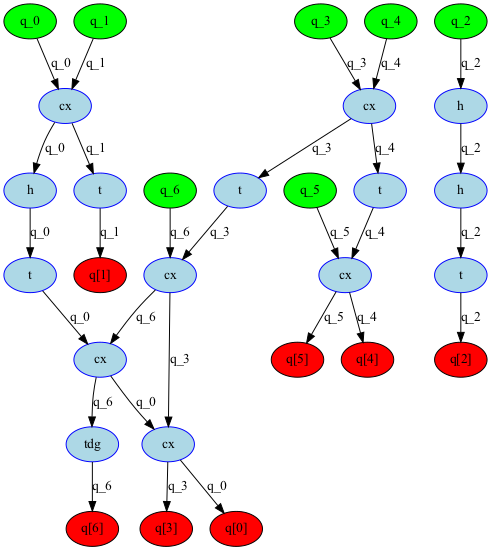 q_0 q_1 q_3 q_4 q_2
q_0 q_1 q_3 q_4 q_2
cx cx h
q_0 q_1 q_3 q_4 q_2
h t q_6 t q_5 t h
q_0 q_1 q_6 q_3 q_5 q_4 q_2
t q[1] cx cx t
q_0 q_6 q_3 q_5 q_4 q_2
cx q[5] q[4] q[2]
q_6 q_0
tdg cx
q_6 q_3 q_0
q[6] q[3] q[0]